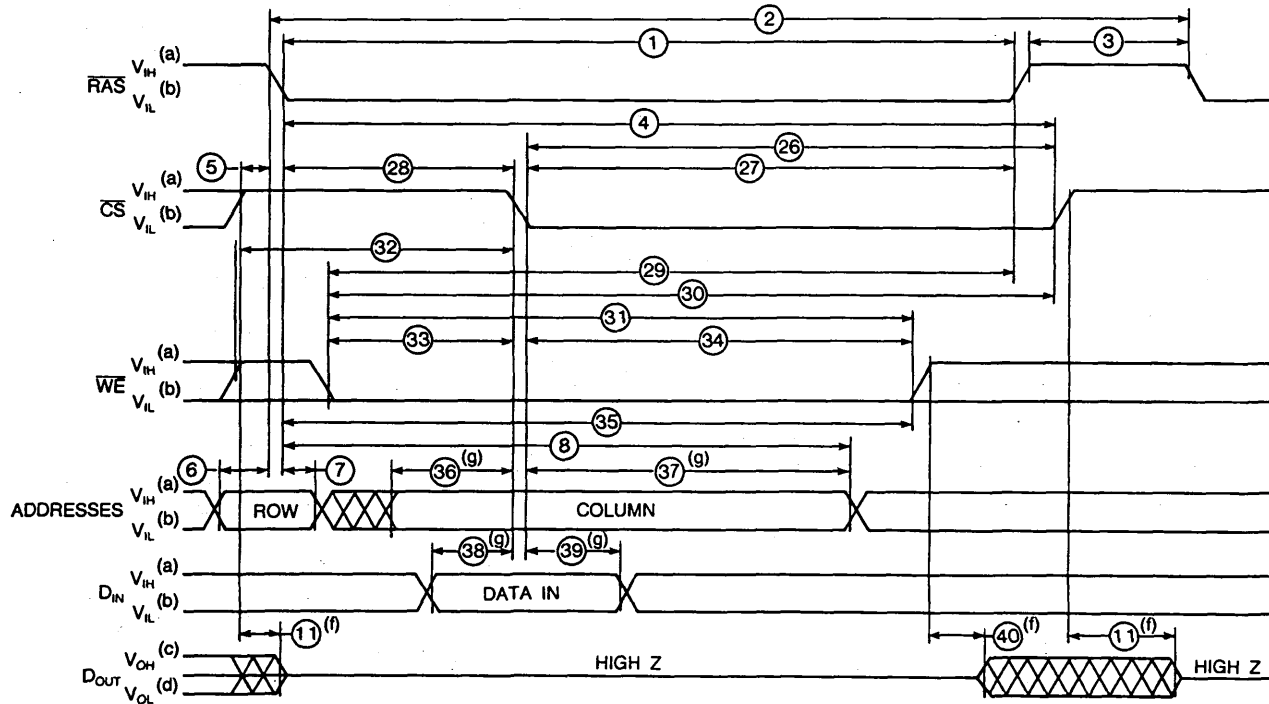 ②
①
③
RAS V_IH (a)
V_IL (b)
④
㉖
⑤ ㉘ ㉗
CS V_IH (a)
V_IL (b)
㉜
㉙
㉚
㉛
㉝ ㉞
WE V_IH (a)
V_IL (b)
㉟
⑧
⑥ ⑦ ㊱ (g) ㊲ (g)
ADDRESSES V_IH (a)
V_IL (b)
ROW COLUMN
㊳ (g) ㊴ (g)
D_IN V_IH (a)
V_IL (b)
DATA IN
⑪ (f) ㊵ (f) ⑪ (f)
D_OUT V_OH (c)
V_OL (d)
HIGH Z HIGH Z